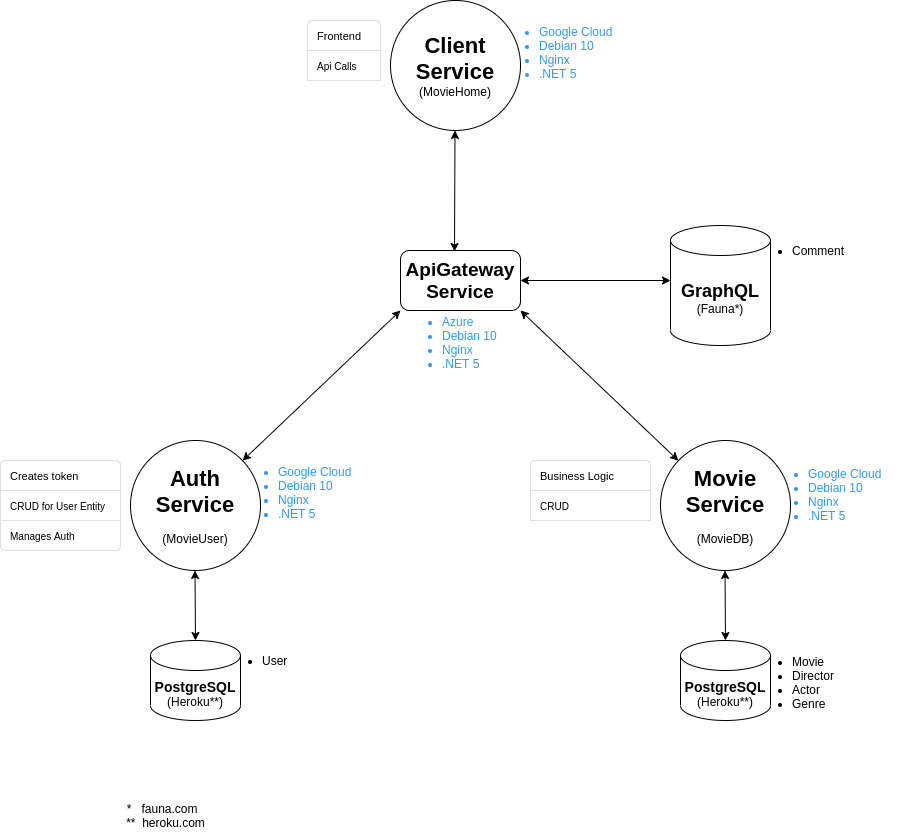 Frontend
Api Calls
Client
Service
(MovieHome)
Google Cloud
Debian 10
Nginx
.NET 5
ApiGateway
Service
Azure
Debian 10
Nginx
.NET 5
GraphQL
(Fauna*)
Comment
Creates token
CRUD for User Entity
Manages Auth
Auth
Service
(MovieUser)
Google Cloud
Debian 10
Nginx
.NET 5
Business Logic
CRUD
Movie
Service
(MovieDB)
Google Cloud
Debian 10
Nginx
.NET 5
PostgreSQL
(Heroku**)
User
PostgreSQL
(Heroku**)
Movie
Director
Actor
Genre
* fauna.com
** heroku.com